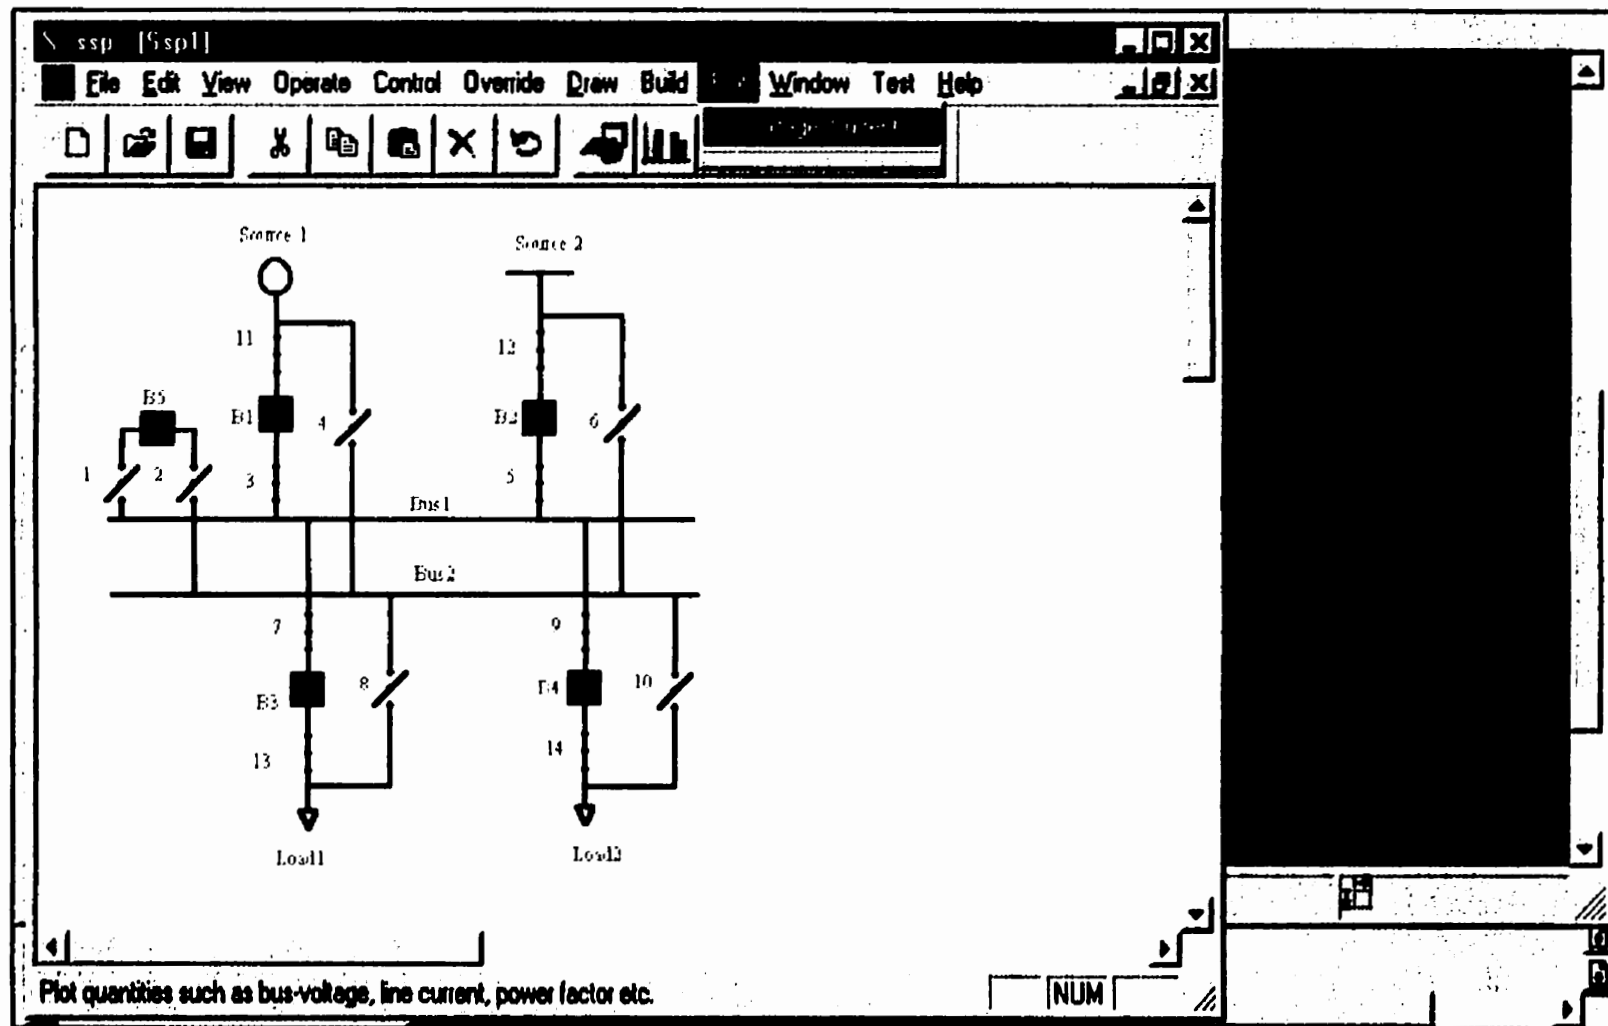 ssp [Ssp1]
File Edit View Operate Control Override Draw Build Window Test Help
Source 1
Source 2
11
12
B5
B1
4
B2
6
1
2
3
5
Bus1
Bus2
7
9
B3
8
B4
10
13
14
Load1
Load2
Plot quantities such as bus-voltage, line current, power factor etc.
NUM